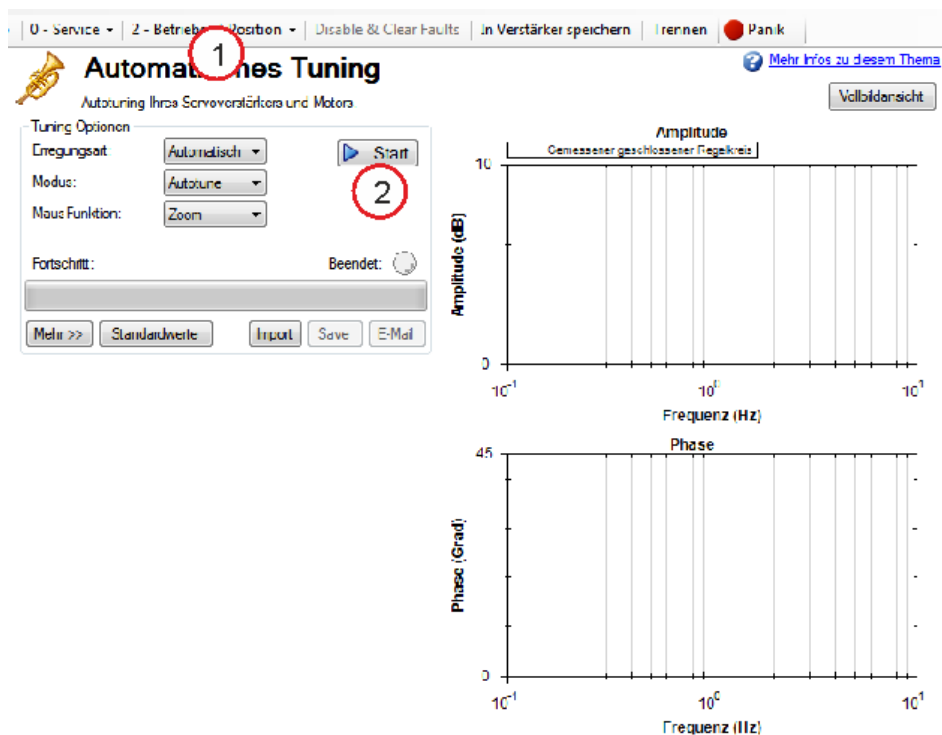 0 - Service 2 - Betriebs Position Disable & Clear Faults In Verstärker speichern Trennen Panik
1
Automatisches Tuning
Mehr Infos zu diesem Thema
Autotuning Ihres Servoverstärkers und Motors
Vollbildansicht
Tuning Optionen
Erregungsart Automatisch Start
Modus: Autotune
2
Maus Funktion: Zoom
Fortschritt: Beendet:
Mehr >> Standardwerte Import Save E-Mail
Amplitude
Gemessener geschlossener Regelkreis
10
Amplitude (dB)
0
10⁻¹ 10⁰ 10¹
Frequenz (Hz)
Phase
45
Phase (Grad)
0
10⁻¹ 10⁰ 10¹
Frequenz (Hz)